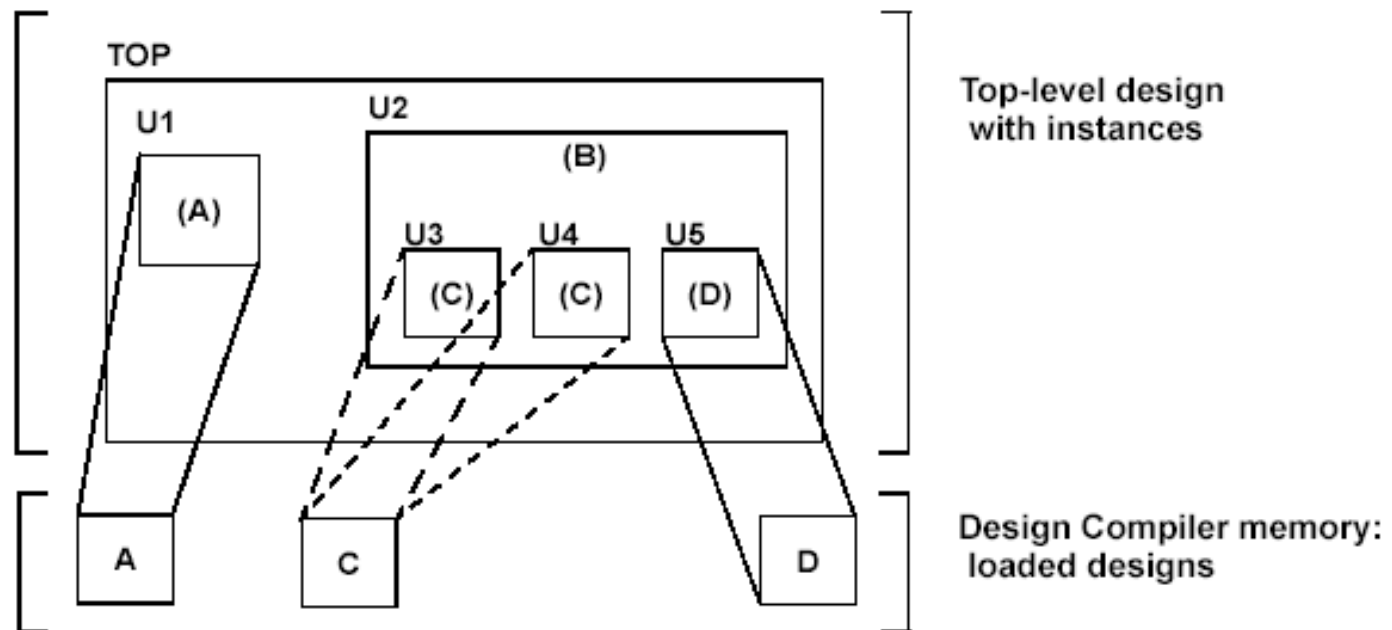 TOP
Top-level design
with instances
U1
U2
(B)
(A)
U3
U4
U5
(C)
(C)
(D)
A
C
D
Design Compiler memory:
loaded designs